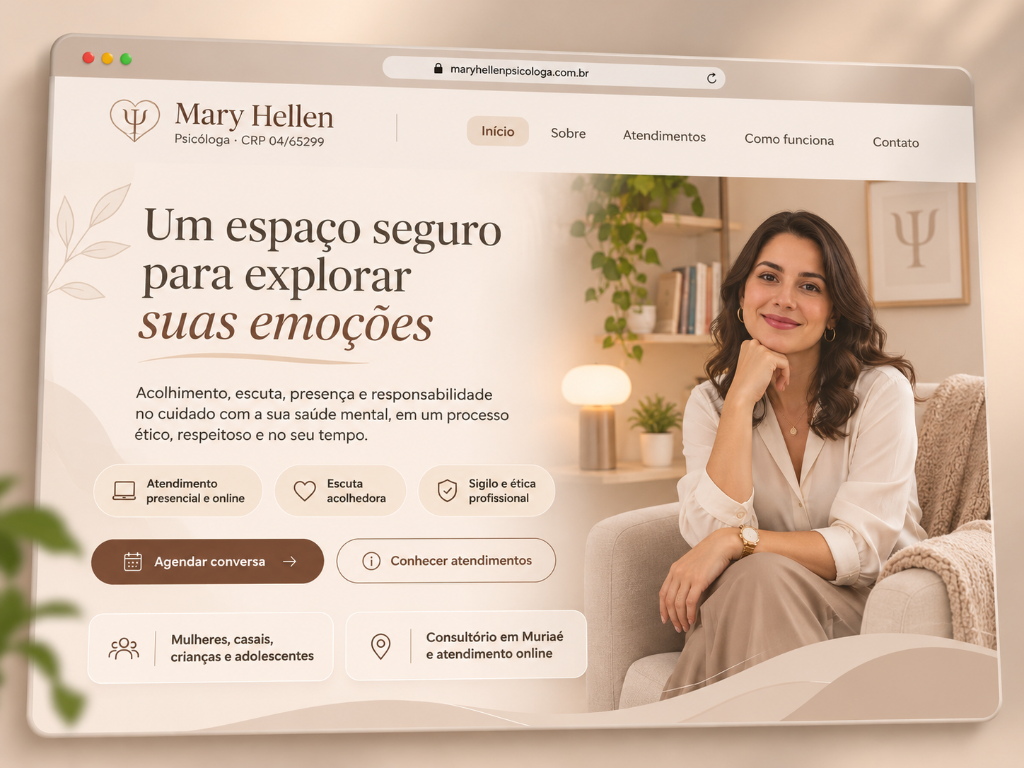 maryhellenpsicologa.com.br
Mary Hellen
Psicóloga · CRP 04/65299
Início
Sobre
Atendimentos
Como funciona
Contato
Um espaço seguro
para explorar
suas emoções
Acolhimento, escuta, presença e responsabilidade
no cuidado com a sua saúde mental, em um processo
ético, respeitoso e no seu tempo.
Atendimento
presencial e online
Escuta
acolhedora
Sigilo e ética
profissional
Agendar conversa
Conhecer atendimentos
Mulheres, casais,
crianças e adolescentes
Consultório em Muriaé
e atendimento online